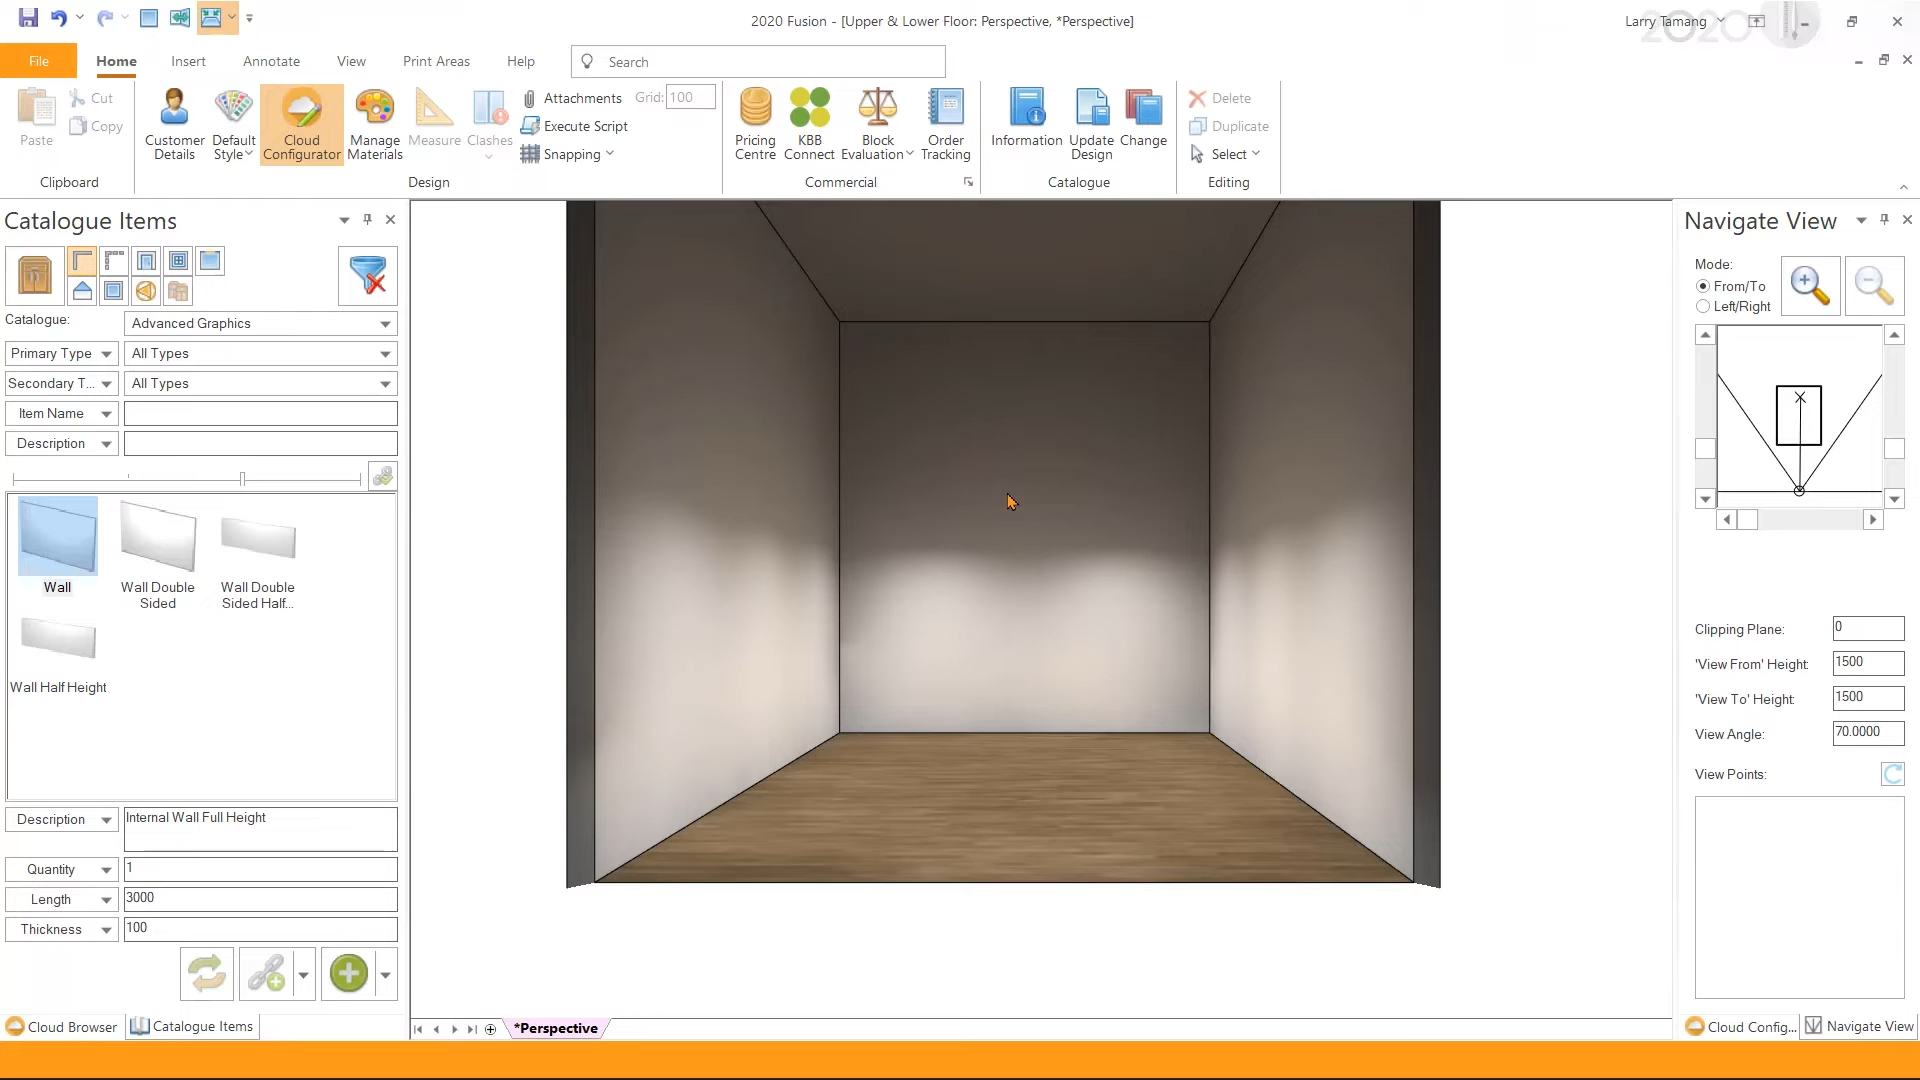 2020 Fusion - [Upper & Lower Floor: Perspective, *Perspective]
Larry Tamang
2020
File
Home
Insert
Annotate
View
Print Areas
Help
Search
Paste
Cut
Copy
Clipboard
Customer
Details
Default
Style
Cloud
Configurator
Manage
Materials
Measure
Clashes
Attachments
Grid: 100
Execute Script
Snapping
Design
Pricing
Centre
KBB
Connect
Block
Evaluation
Order
Tracking
Commercial
Information
Update
Design
Change
Catalogue
Delete
Duplicate
Select
Editing
Catalogue Items
Catalogue:
Advanced Graphics
Primary Type
All Types
Secondary T...
All Types
Item Name
Description
Wall
Wall Double
Sided
Wall Double
Sided Half...
Wall Half Height
Description
Internal Wall Full Height
Quantity
1
Length
3000
Thickness
100
Cloud Browser
Catalogue Items
*Perspective
Navigate View
Mode:
From/To
Left/Right
Clipping Plane:
0
'View From' Height:
1500
'View To' Height:
1500
View Angle:
70.0000
View Points:
Cloud Config...
Navigate View